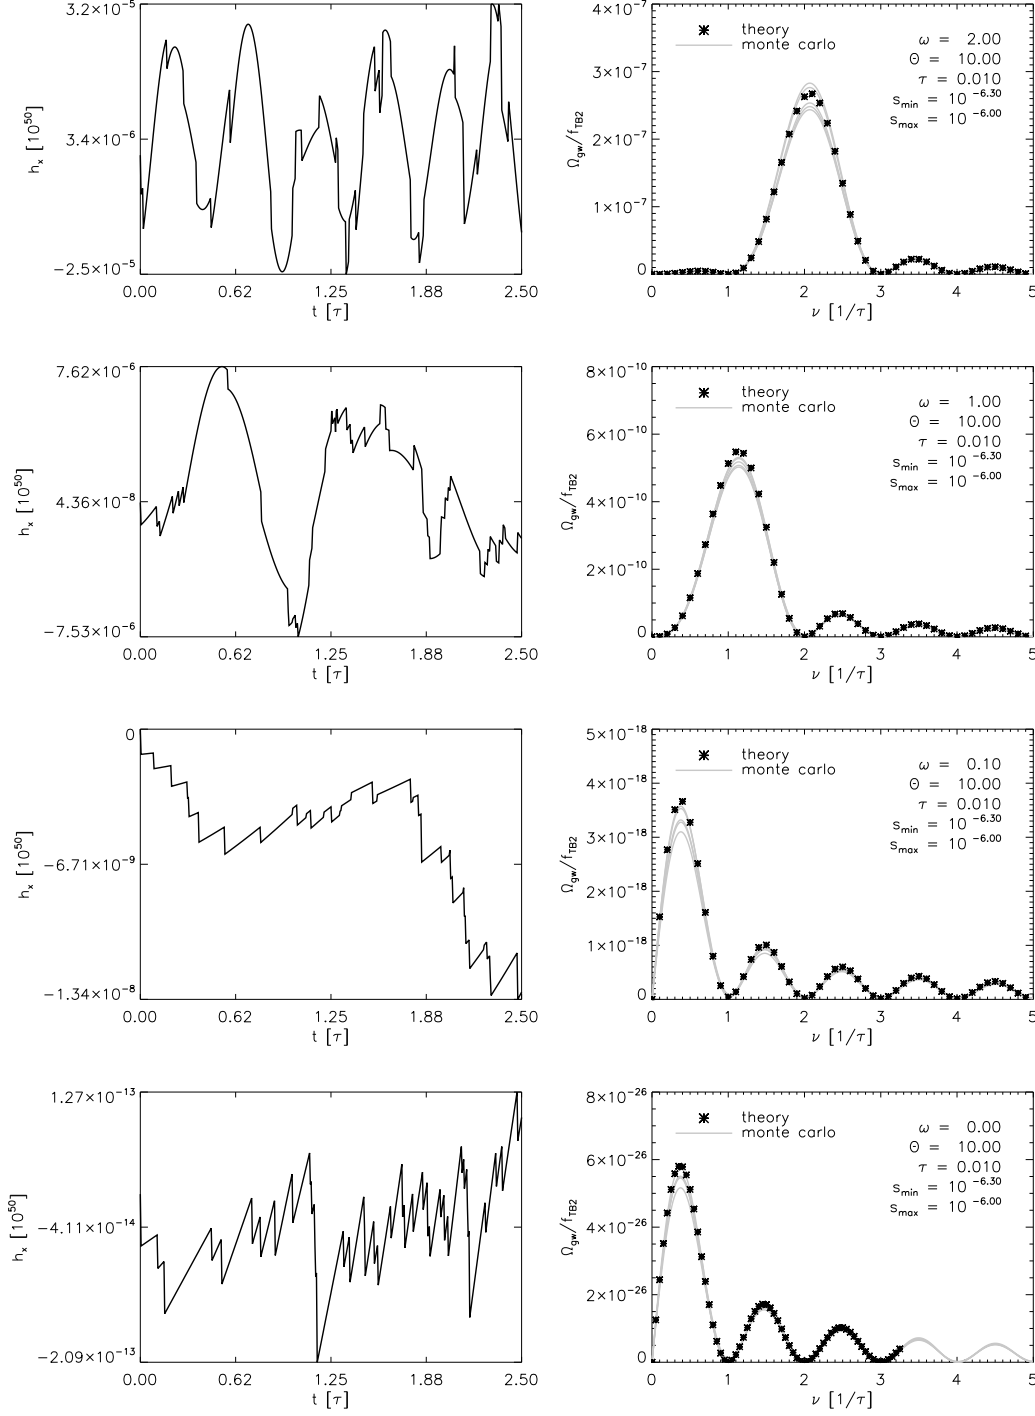 3.2×10⁻⁵
3.4×10⁻⁶
−2.5×10⁻⁵
hₓ [10⁵⁰]
0.00 0.62 1.25 1.88 2.50
t [τ]
4×10⁻⁷
3×10⁻⁷
2×10⁻⁷
1×10⁻⁷
0
Ω_gw/f_TB2
theory
monte carlo
ω = 2.00
Θ = 10.00
τ = 0.010
s_min = 10 ^−6.30
s_max = 10 ^−6.00
0 1 2 3 4 5
ν [1/τ]
7.62×10⁻⁶
4.36×10⁻⁸
−7.53×10⁻⁶
hₓ [10⁵⁰]
0.00 0.62 1.25 1.88 2.50
t [τ]
8×10⁻¹⁰
6×10⁻¹⁰
4×10⁻¹⁰
2×10⁻¹⁰
0
Ω_gw/f_TB2
theory
monte carlo
ω = 1.00
Θ = 10.00
τ = 0.010
s_min = 10 ^−6.30
s_max = 10 ^−6.00
0 1 2 3 4 5
ν [1/τ]
0
−6.71×10⁻⁹
−1.34×10⁻⁸
hₓ [10⁵⁰]
0.00 0.62 1.25 1.88 2.50
t [τ]
5×10⁻¹⁸
4×10⁻¹⁸
3×10⁻¹⁸
2×10⁻¹⁸
1×10⁻¹⁸
0
Ω_gw/f_TB2
theory
monte carlo
ω = 0.10
Θ = 10.00
τ = 0.010
s_min = 10 ^−6.30
s_max = 10 ^−6.00
0 1 2 3 4 5
ν [1/τ]
1.27×10⁻¹³
−4.11×10⁻¹⁴
−2.09×10⁻¹³
hₓ [10⁵⁰]
0.00 0.62 1.25 1.88 2.50
t [τ]
8×10⁻²⁶
6×10⁻²⁶
4×10⁻²⁶
2×10⁻²⁶
0
Ω_gw/f_TB2
theory
monte carlo
ω = 0.00
Θ = 10.00
τ = 0.010
s_min = 10 ^−6.30
s_max = 10 ^−6.00
0 1 2 3 4 5
ν [1/τ]